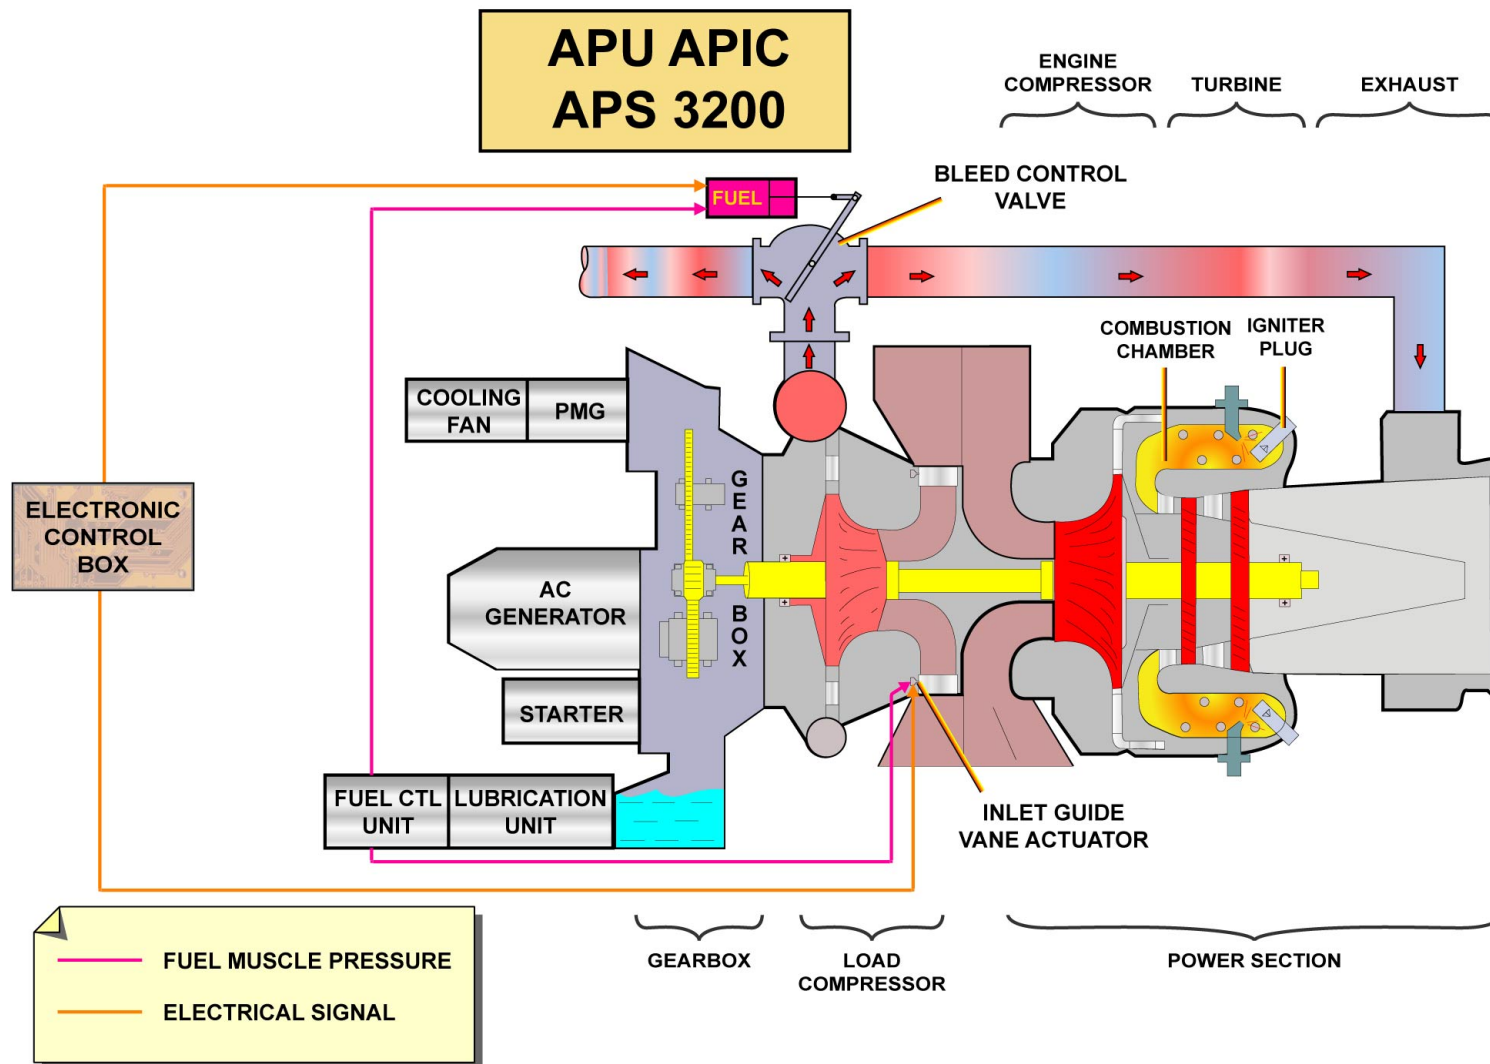 APU APIC
APS 3200
ENGINE
COMPRESSOR
TURBINE
EXHAUST
BLEED CONTROL
VALVE
FUEL
COMBUSTION
CHAMBER
IGNITER
PLUG
COOLING
FAN
PMG
GEAR BOX
ELECTRONIC
CONTROL
BOX
AC
GENERATOR
STARTER
FUEL CTL
UNIT
LUBRICATION
UNIT
INLET GUIDE
VANE ACTUATOR
FUEL MUSCLE PRESSURE
ELECTRICAL SIGNAL
GEARBOX
LOAD
COMPRESSOR
POWER SECTION